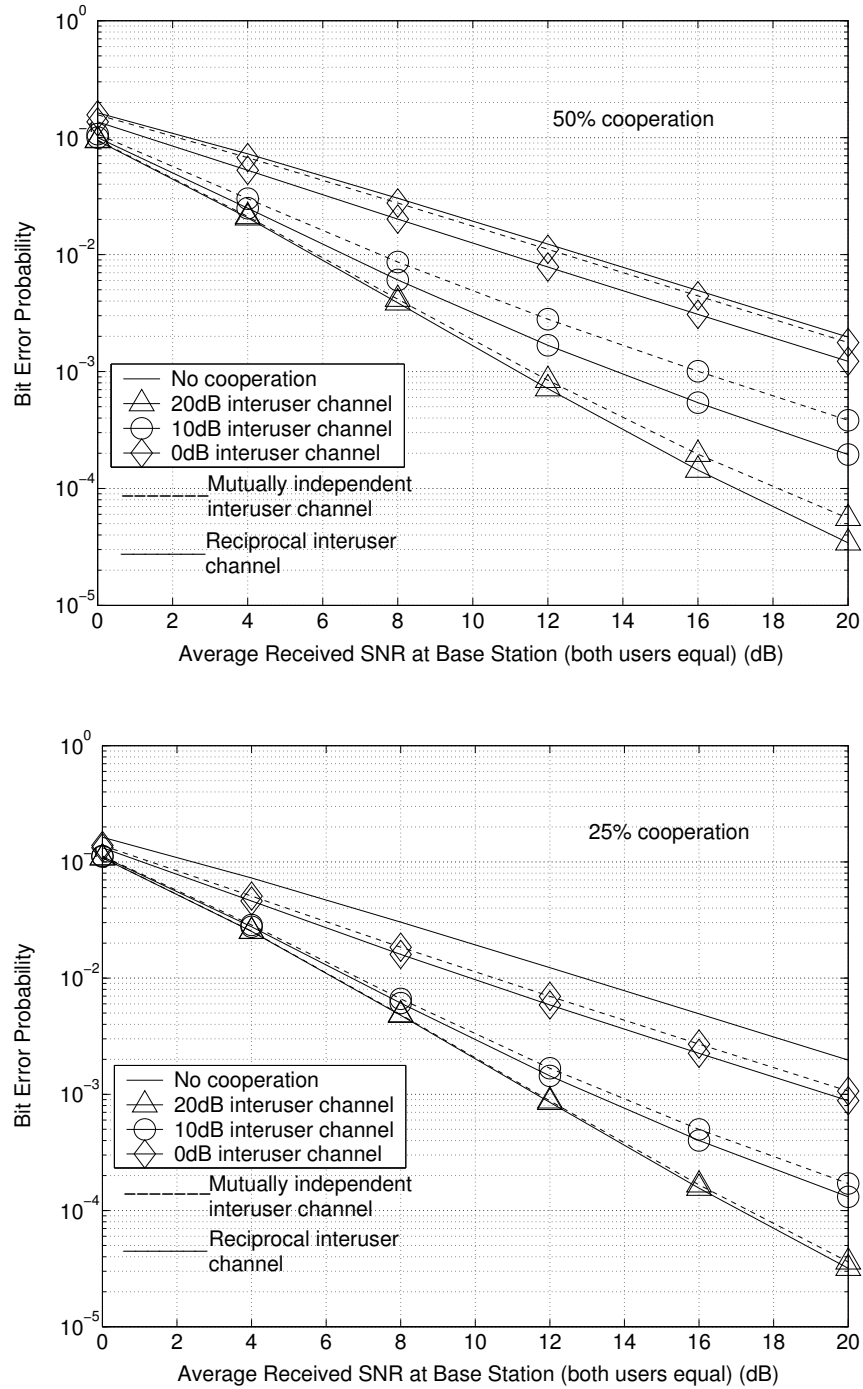 10^0
10^-1
10^-2
10^-3
10^-4
10^-5
Bit Error Probability
50% cooperation
No cooperation
20dB interuser channel
10dB interuser channel
0dB interuser channel
Mutually independent
interuser channel
Reciprocal interuser
channel
0 2 4 6 8 10 12 14 16 18 20
Average Received SNR at Base Station (both users equal) (dB)
10^0
10^-1
10^-2
10^-3
10^-4
10^-5
Bit Error Probability
25% cooperation
No cooperation
20dB interuser channel
10dB interuser channel
0dB interuser channel
Mutually independent
interuser channel
Reciprocal interuser
channel
0 2 4 6 8 10 12 14 16 18 20
Average Received SNR at Base Station (both users equal) (dB)